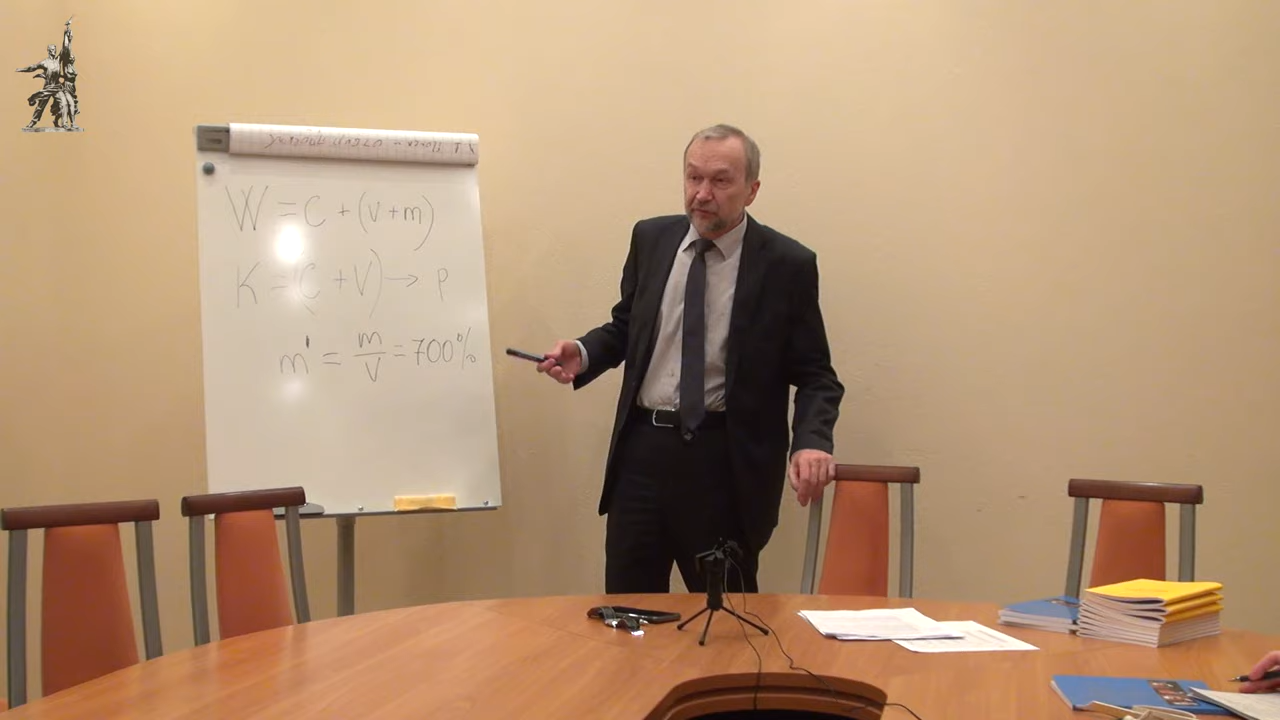 W = C + (V + m)
K = (C + V) → P
m' = m/V = 700%